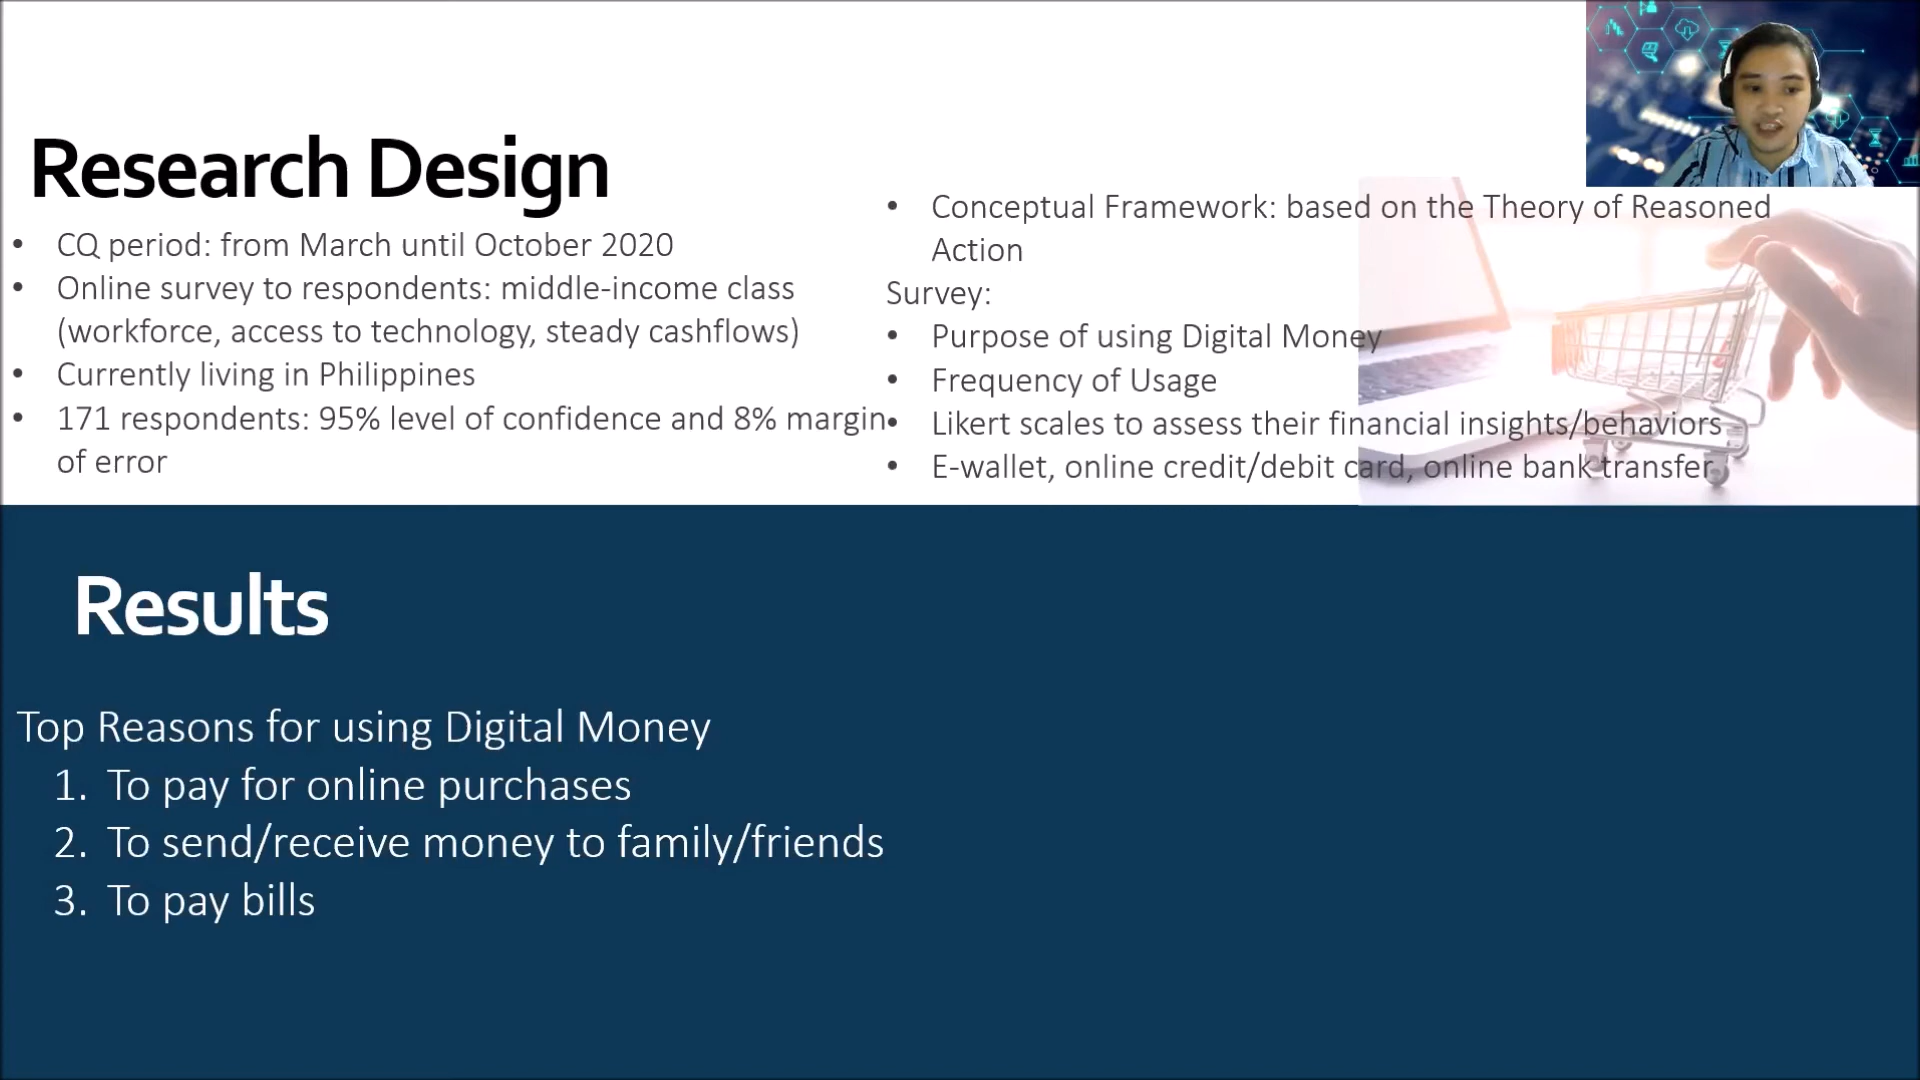 Research Design
• CQ period: from March until October 2020
• Online survey to respondents: middle-income class
(workforce, access to technology, steady cashflows)
• Currently living in Philippines
• 171 respondents: 95% level of confidence and 8% margin
of error
• Conceptual Framework: based on the Theory of Reasoned
Action
Survey:
• Purpose of using Digital Money
• Frequency of Usage
• Likert scales to assess their financial insights/behaviors
• E-wallet, online credit/debit card, online bank transfer
Results
Top Reasons for using Digital Money
1. To pay for online purchases
2. To send/receive money to family/friends
3. To pay bills